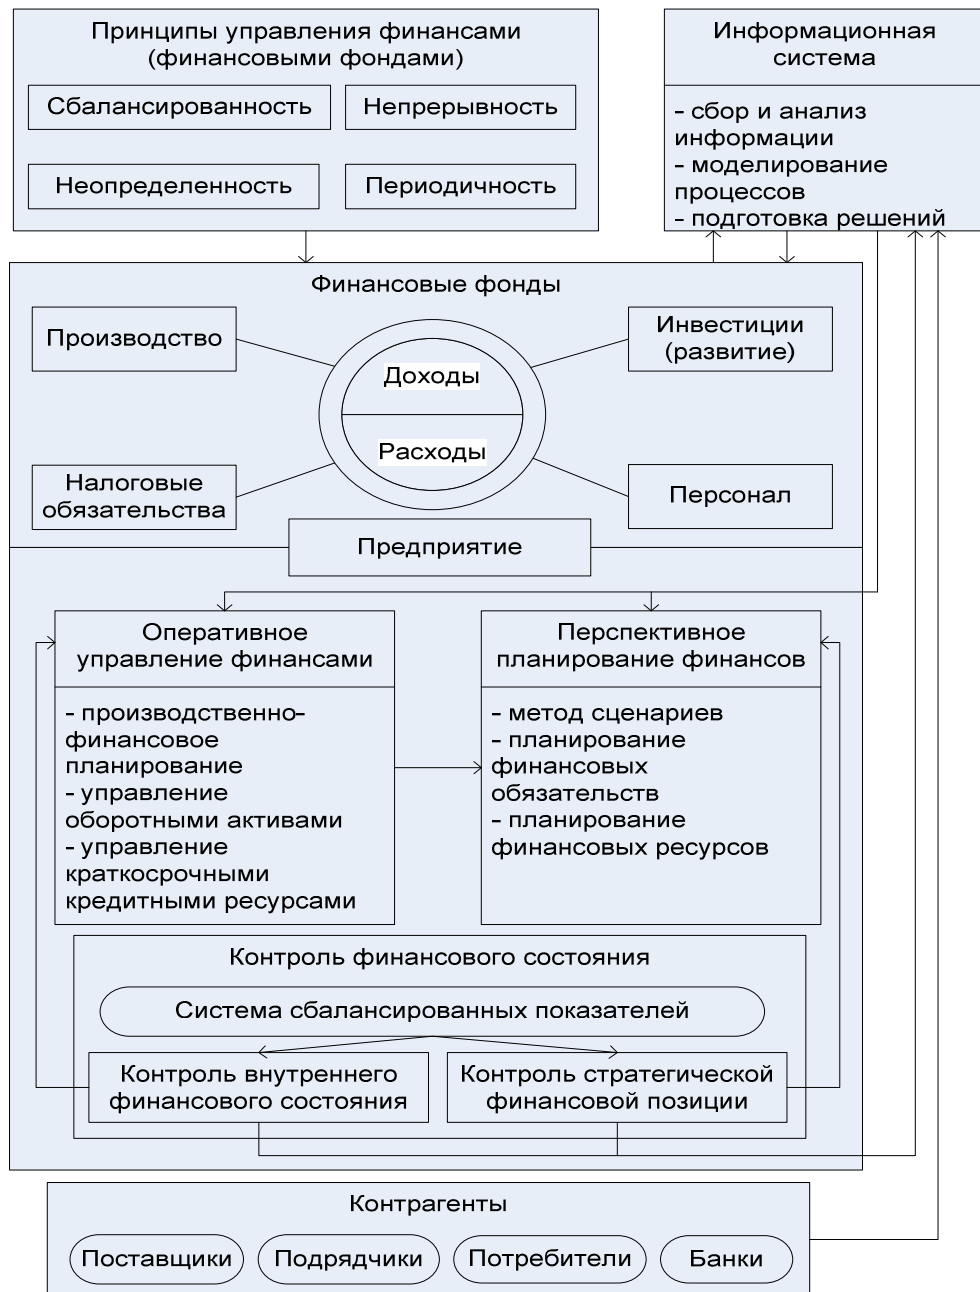 Принципы управления финансами
(финансовыми фондами)
Сбалансированность
Непрерывность
Неопределенность
Периодичность
Информационная
система
- сбор и анализ
информации
- моделирование
процессов
- подготовка решений
Финансовые фонды
Производство
Инвестиции
(развитие)
Доходы
Расходы
Налоговые
обязательства
Персонал
Предприятие
Оперативное
управление финансами
- производственно-
финансовое
планирование
- управление
оборотными активами
- управление
краткосрочными
кредитными ресурсами
Перспективное
планирование финансов
- метод сценариев
- планирование
финансовых
обязательств
- планирование
финансовых ресурсов
Контроль финансового состояния
Система сбалансированных показателей
Контроль внутреннего
финансового состояния
Контроль стратегической
финансовой позиции
Контрагенты
Поставщики
Подрядчики
Потребители
Банки